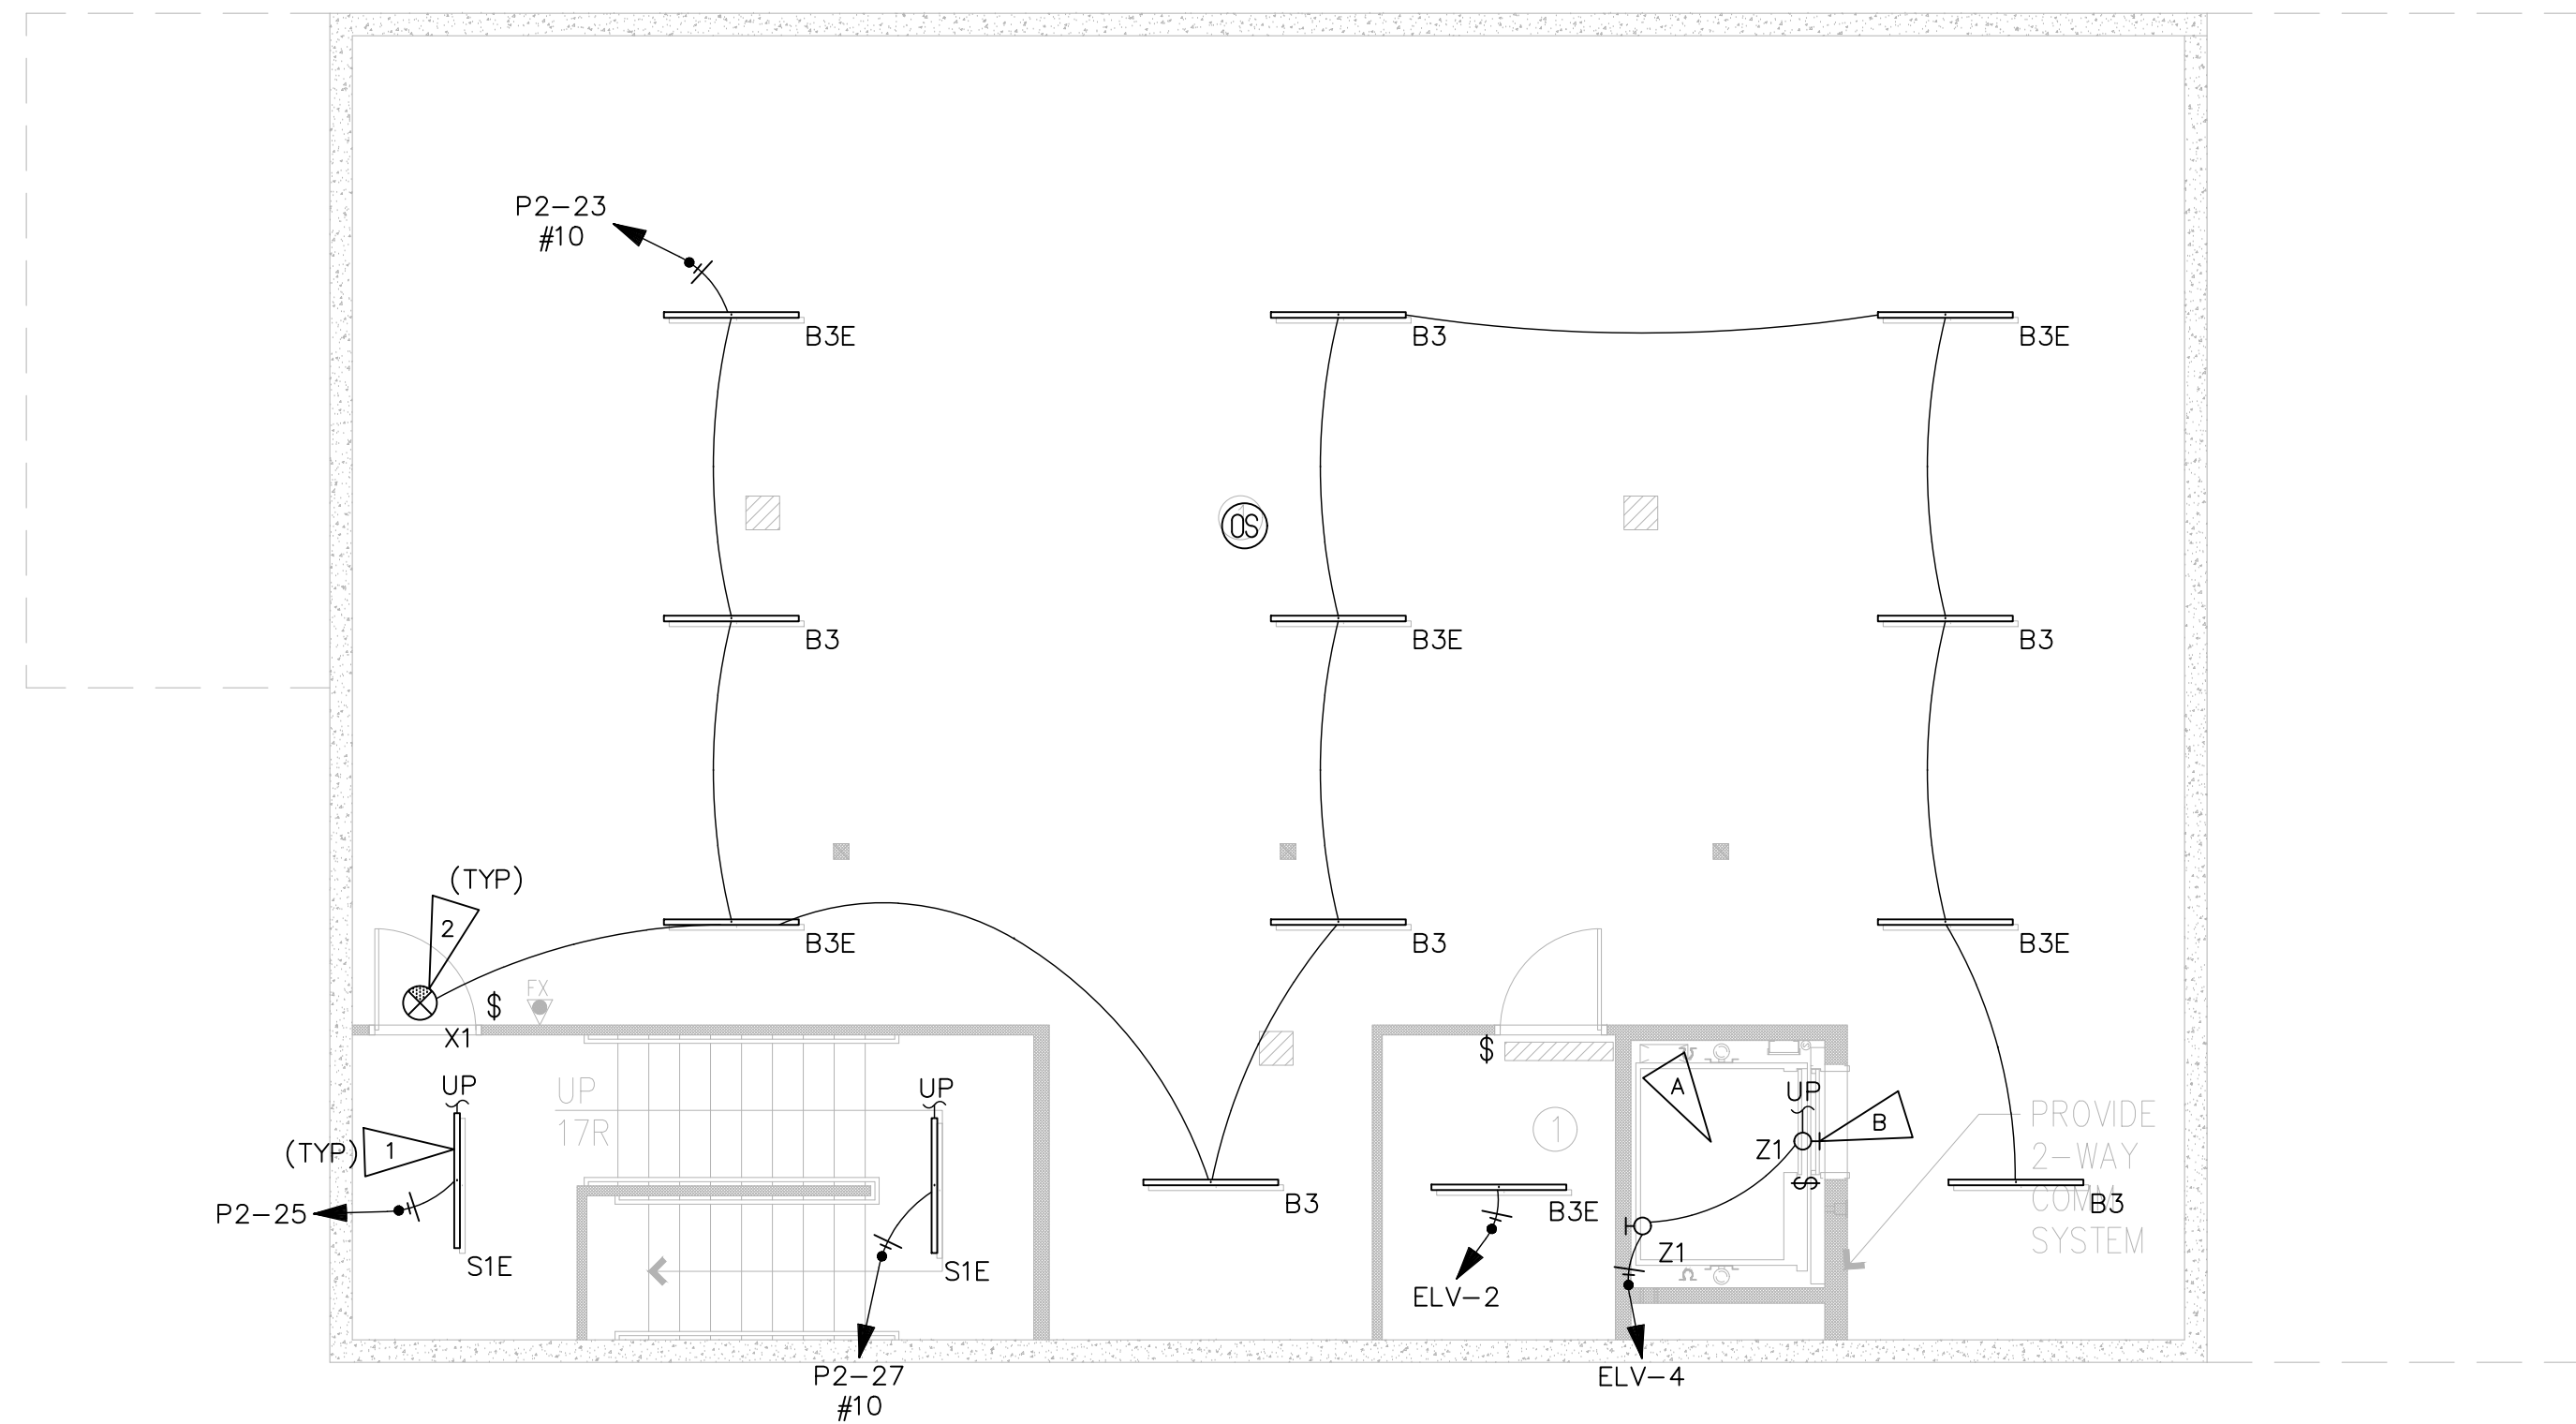 P2-23
#10
B3E
B3
B3E
OS
B3
B3E
B3
(TYP)
2
B3E
B3
B3E
FX
$
X1
$
UP
UP
17R
UP
A
UP
B
1
PROVIDE
2-WAY
COMM
SYSTEM
(TYP)
1
Z1
$
P2-25
B3
B3E
B3
S1E
S1E
Z1
ELV-2
P2-27
#10
ELV-4